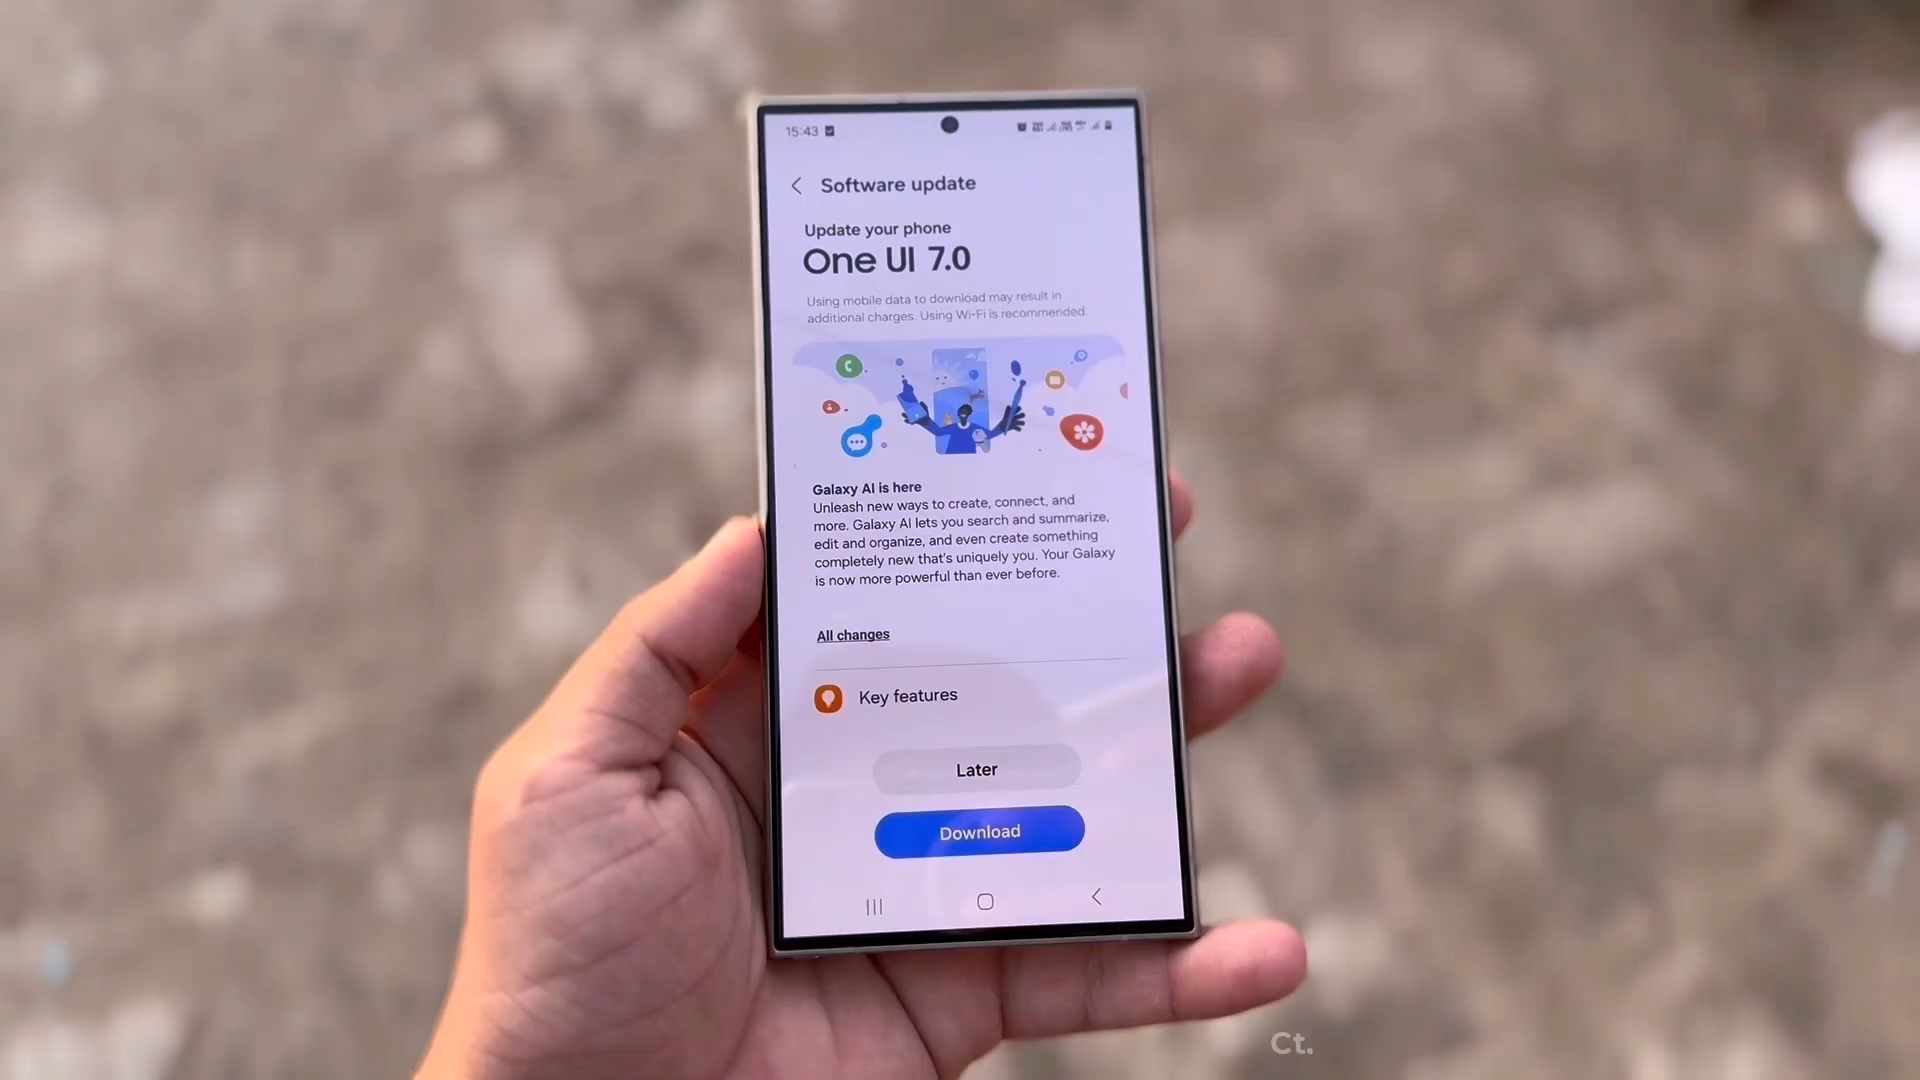 15:43
Software update
Update your phone
One UI 7.0
Using mobile data to download may result in
additional charges. Using Wi-Fi is recommended.
Galaxy AI is here
Unleash new ways to create, connect, and
more. Galaxy AI lets you search and summarize,
edit and organize, and even create something
completely new that's uniquely you. Your Galaxy
is now more powerful than ever before.
All changes
Key features
Later
Download
Ct.